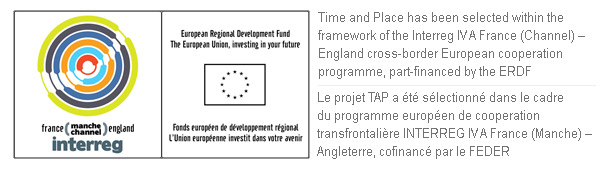 european Regional Development Fund
The European Union, investing in your future
france (manche channel) england
interreg
Fonds européen de développement régional
L'Union européenne investit dans votre avenir
Time and Place has been selected within the
framework of the Interreg IVA France (Channel) –
England cross-border European cooperation
programme, part-financed by the ERDF
Le projet TAP a été sélectionné dans le cadre
du programme européen de cooperation
transfrontalière INTERREG IVA France (Manche) –
Angleterre, cofinancé par le FEDER